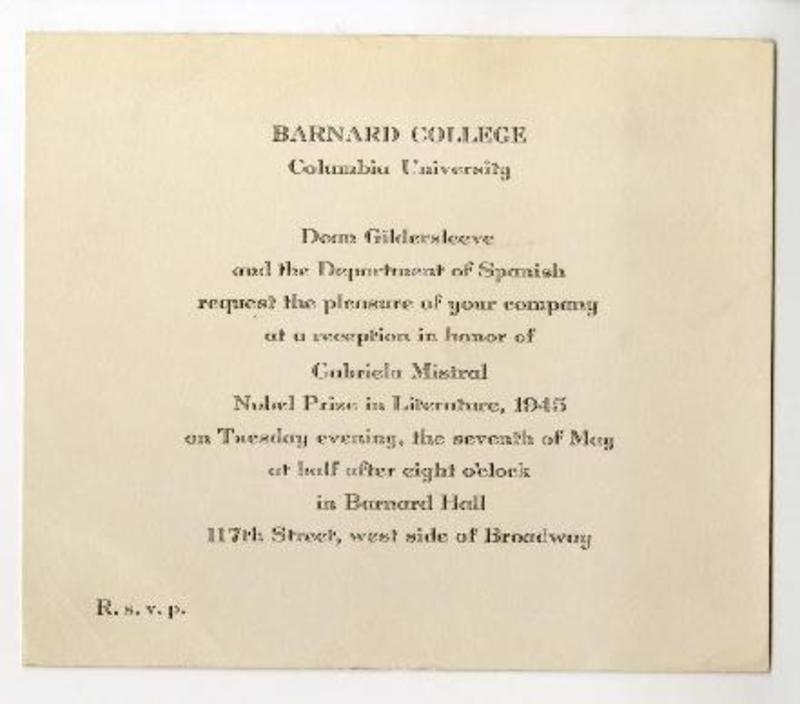 BARNARD COLLEGE
Columbia University
Dean Gildersleeve
and the Department of Spanish
request the pleasure of your company
at a reception in honor of
Gabriela Mistral
Nobel Prize in Literature, 1945
on Tuesday evening, the seventh of May
at half after eight o'clock
in Barnard Hall
117th Street, west side of Broadway
R. s. v. p.